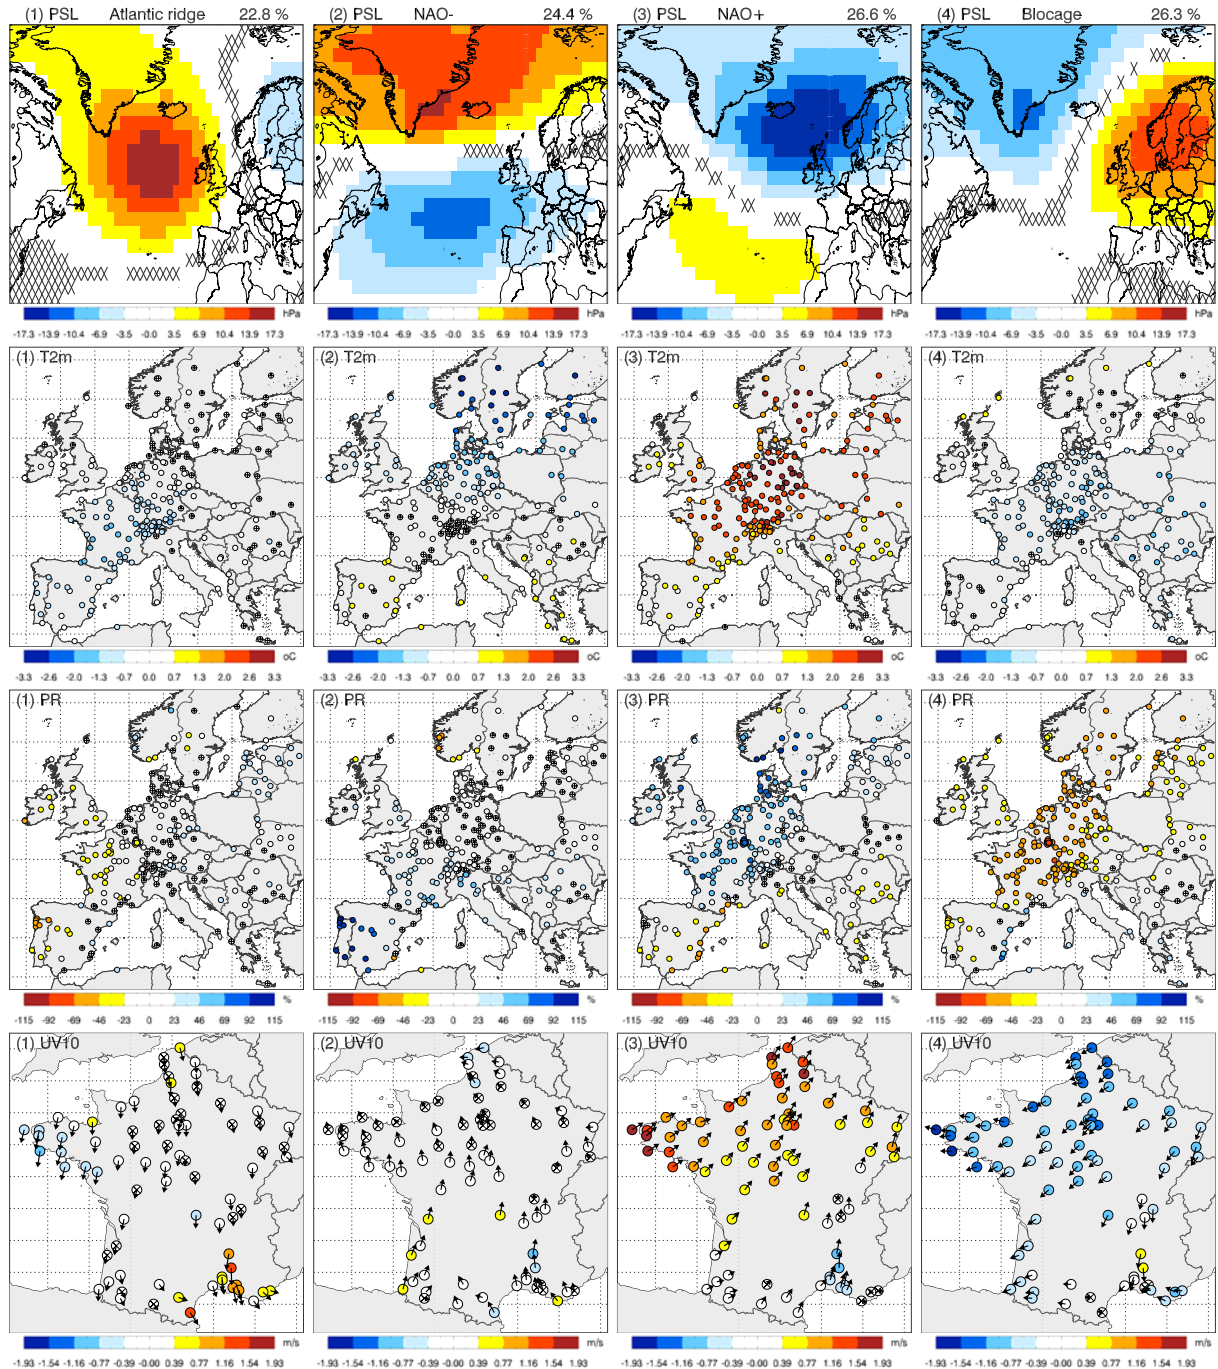 (1) PSL Atlantic ridge 22.8 % (2) PSL NAO- 24.4 % (3) PSL NAO+ 26.6 % (4) PSL Blocage 26.3 %
hPa hPa hPa hPa
-17.3 -13.9 -10.4 -6.9 -3.5 -0.0 3.5 6.9 10.4 13.9 17.3 -17.3 -13.9 -10.4 -6.9 -3.5 -0.0 3.5 6.9 10.4 13.9 17.3 -17.3 -13.9 -10.4 -6.9 -3.5 -0.0 3.5 6.9 10.4 13.9 17.3 -17.3 -13.9 -10.4 -6.9 -3.5 -0.0 3.5 6.9 10.4 13.9 17.3
(1) T2m (2) T2m (3) T2m (4) T2m
oC oC oC oC
-3.3 -2.6 -2.0 -1.3 -0.7 0.0 0.7 1.3 2.0 2.6 3.3 -3.3 -2.6 -2.0 -1.3 -0.7 0.0 0.7 1.3 2.0 2.6 3.3 -3.3 -2.6 -2.0 -1.3 -0.7 0.0 0.7 1.3 2.0 2.6 3.3 -3.3 -2.6 -2.0 -1.3 -0.7 0.0 0.7 1.3 2.0 2.6 3.3
(1) PR (2) PR (3) PR (4) PR
% % % %
-115 -92 -69 -46 -23 0 23 46 69 92 115 -115 -92 -69 -46 -23 0 23 46 69 92 115 -115 -92 -69 -46 -23 0 23 46 69 92 115 -115 -92 -69 -46 -23 0 23 46 69 92 115
(1) UV10 (2) UV10 (3) UV10 (4) UV10
m/s m/s m/s m/s
-1.93 -1.54 -1.16 -0.77 -0.39 -0.00 0.39 0.77 1.16 1.54 1.93 -1.93 -1.54 -1.16 -0.77 -0.39 -0.00 0.39 0.77 1.16 1.54 1.93 -1.93 -1.54 -1.16 -0.77 -0.39 -0.00 0.39 0.77 1.16 1.54 1.93 -1.93 -1.54 -1.16 -0.77 -0.39 -0.00 0.39 0.77 1.16 1.54 1.93